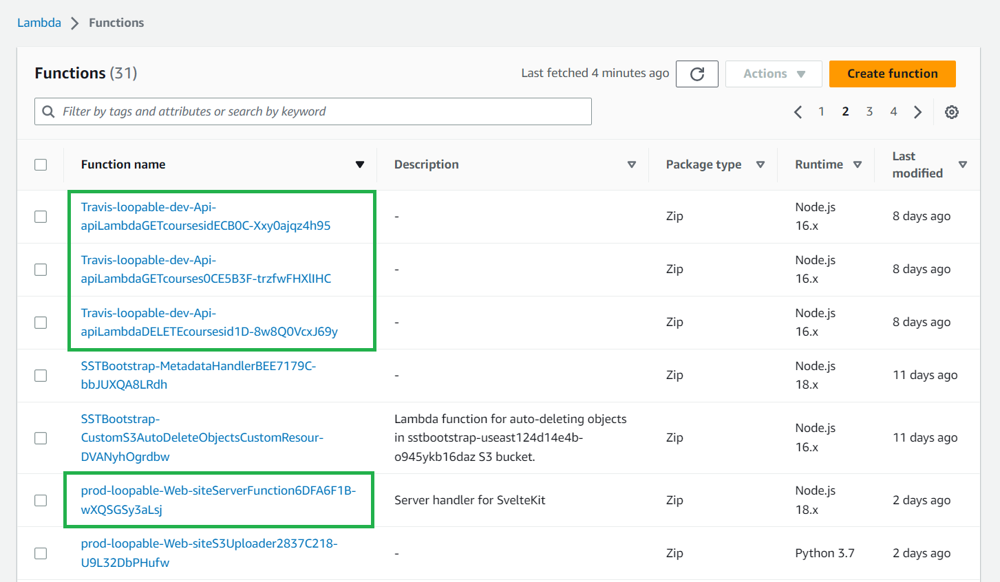 Lambda > Functions
Functions (31)
Last fetched 4 minutes ago
Actions
Create function
Filter by tags and attributes or search by keyword
1 2 3 4
Function name
Description
Package type
Runtime
Last
modified
Travis-loopable-dev-Api-
apiLambdaGETcoursesidECB0C-Xxy0ajqz4h95
-
Zip
Node.js
16.x
8 days ago
Travis-loopable-dev-Api-
apiLambdaGETcourses0CE5B3F-trzfwFHXlIHC
-
Zip
Node.js
16.x
8 days ago
Travis-loopable-dev-Api-
apiLambdaDELETEcoursesid1D-8w8Q0VcxJ69y
-
Zip
Node.js
16.x
8 days ago
SSTBootstrap-MetadataHandlerBEE7179C-
bbJUXQA8LRdh
-
Zip
Node.js
18.x
11 days ago
SSTBootstrap-
CustomS3AutoDeleteObjectsCustomResour-
DVANyhOgrdbw
Lambda function for auto-deleting objects
in sstbootstrap-useast124d14e4b-
o945ykb16daz S3 bucket.
Zip
Node.js
16.x
11 days ago
prod-loopable-Web-siteServerFunction6DFA6F1B-
wXQSGSy3aLsj
Server handler for SvelteKit
Zip
Node.js
18.x
2 days ago
prod-loopable-Web-siteS3Uploader2837C218-
U9L32DbPHufw
-
Zip
Python 3.7
2 days ago